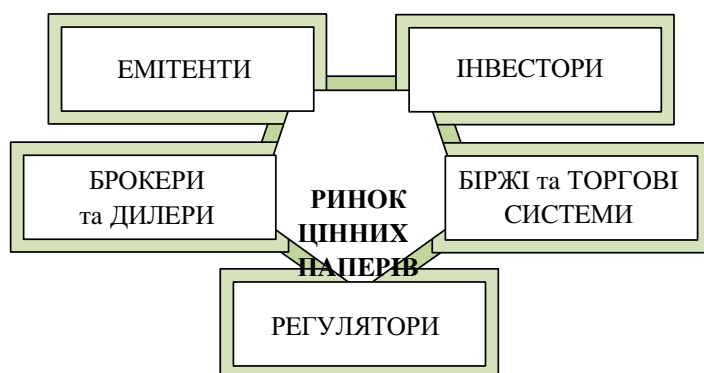 ЕМІТЕНТИ
ІНВЕСТОРИ
БРОКЕРИ
та ДИЛЕРИ
РИНОК
ЦІННИХ
ПАПЕРІВ
БІРЖІ та ТОРГОВІ
СИСТЕМИ
РЕГУЛЯТОРИ